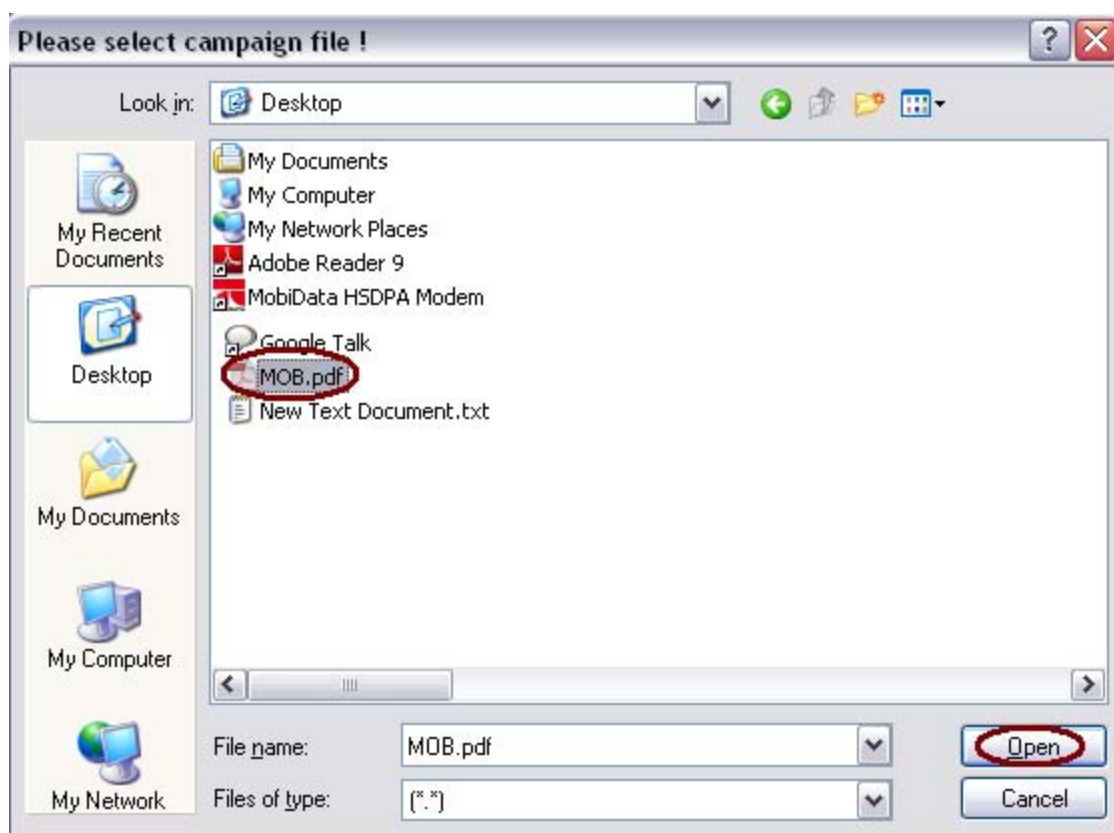 Please select campaign file !
Look in: Desktop
My Recent
Documents
Desktop
My Documents
My Computer
My Network
My Documents
My Computer
My Network Places
Adobe Reader 9
MobiData HSDPA Modem
Google Talk
MOB.pdf
New Text Document.txt
File name: MOB.pdf Open
Files of type: (*.*) Cancel